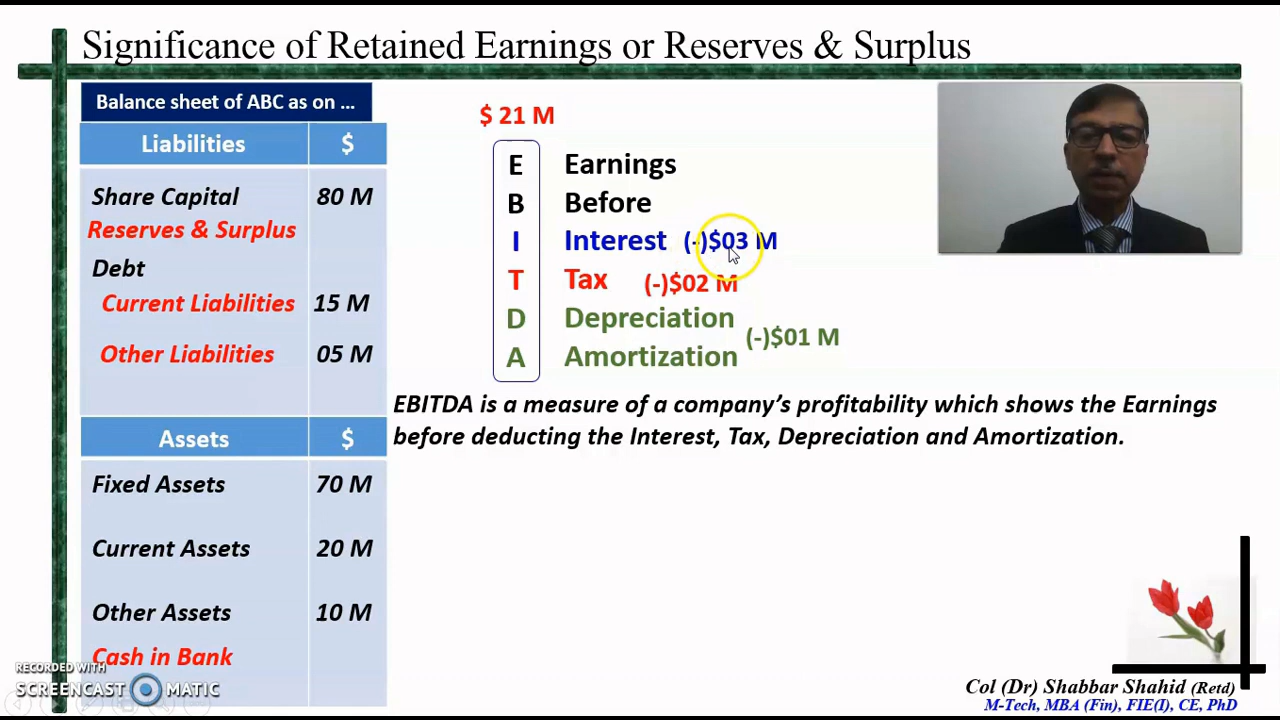 Significance of Retained Earnings or Reserves & Surplus
Balance sheet of ABC as on ...
Liabilities $
Share Capital 80 M
Reserves & Surplus
Debt
Current Liabilities 15 M
Other Liabilities 05 M
Assets $
Fixed Assets 70 M
Current Assets 20 M
Other Assets 10 M
Cash in Bank
$ 21 M
E Earnings
B Before
I Interest (-)$03 M
T Tax (-)$02 M
D Depreciation
(-)$01 M
A Amortization
EBITDA is a measure of a company's profitability which shows the Earnings
before deducting the Interest, Tax, Depreciation and Amortization.
RECORDED WITH
SCREENCAST MATIC
Col (Dr) Shabbar Shahid (Retd)
M-Tech, MBA (Fin), FIE(I), CE, PhD